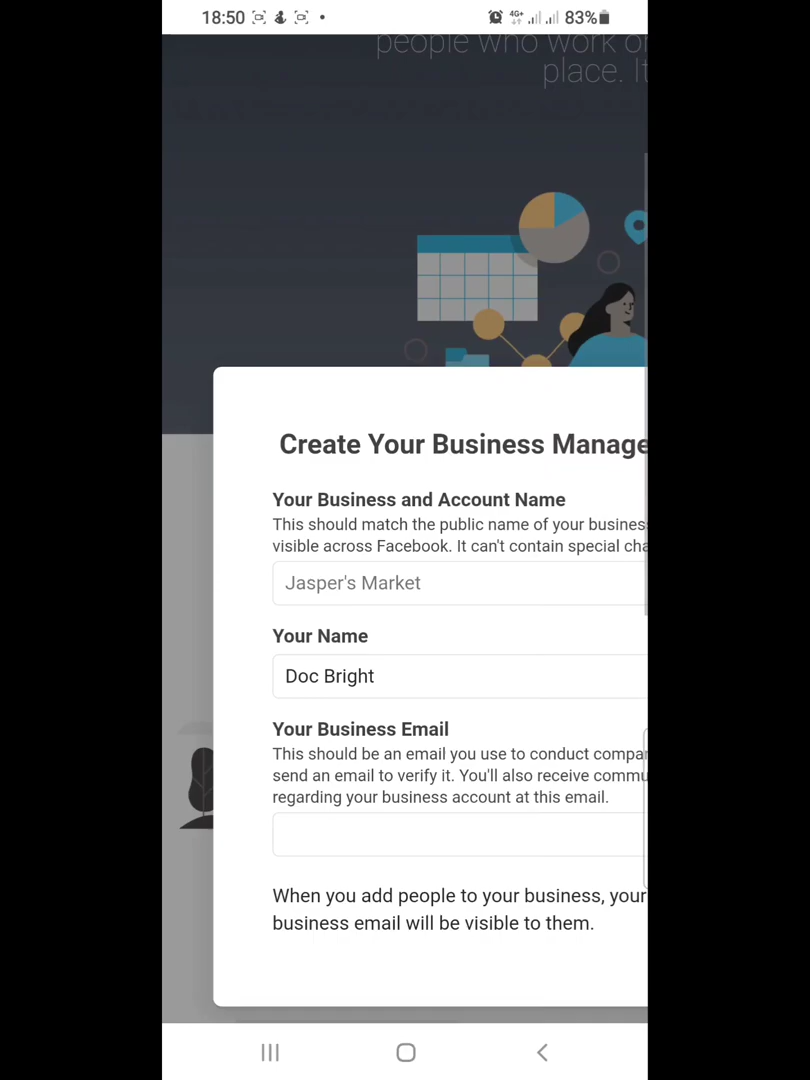 18:50
4G+
83%
people who work on
place. It
Create Your Business Manage
Your Business and Account Name
This should match the public name of your business
visible across Facebook. It can't contain special cha
Jasper's Market
Your Name
Doc Bright
Your Business Email
This should be an email you use to conduct compan
send an email to verify it. You'll also receive commu
regarding your business account at this email.
When you add people to your business, your
business email will be visible to them.